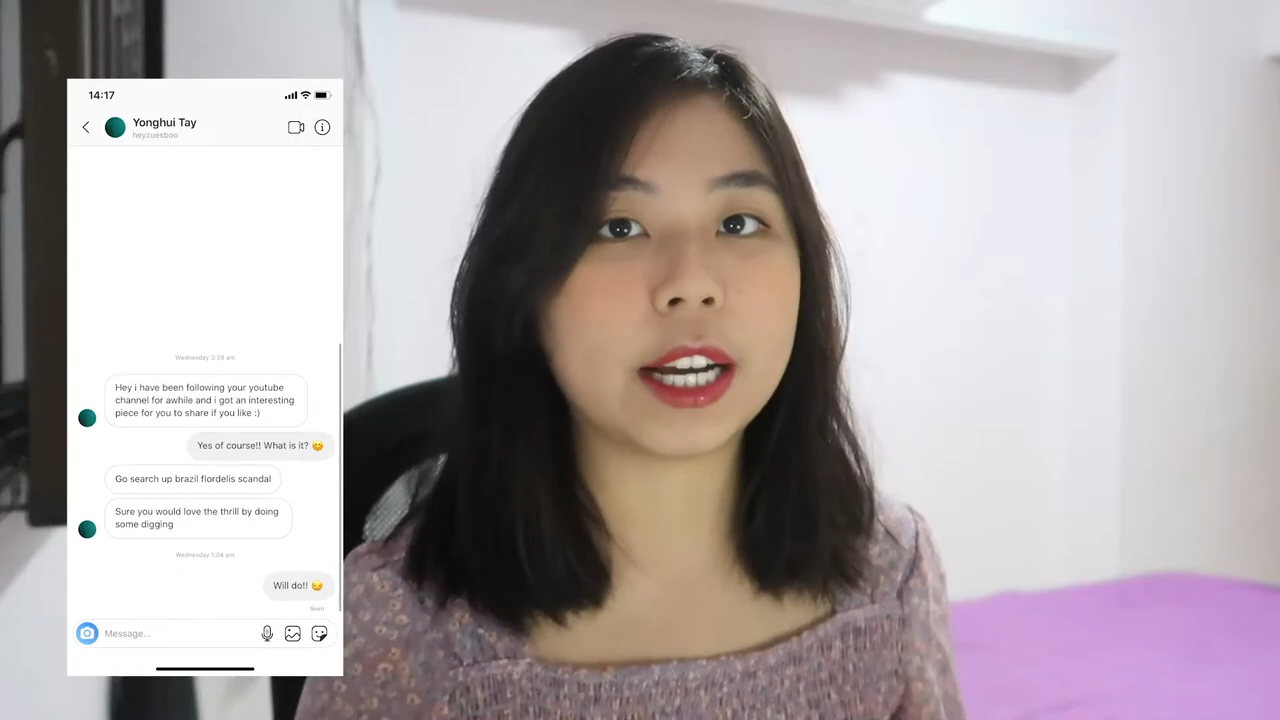 14:17
Yonghui Tay
heyzuesboo
Wednesday 3:28 am
Hey i have been following your youtube
channel for awhile and i got an interesting
piece for you to share if you like :)
Yes of course!! What is it? 😊
Go search up brazil flordelis scandal
Sure you would love the thrill by doing
some digging
Wednesday 1:04 pm
Will do!! 😏
Seen
Message...